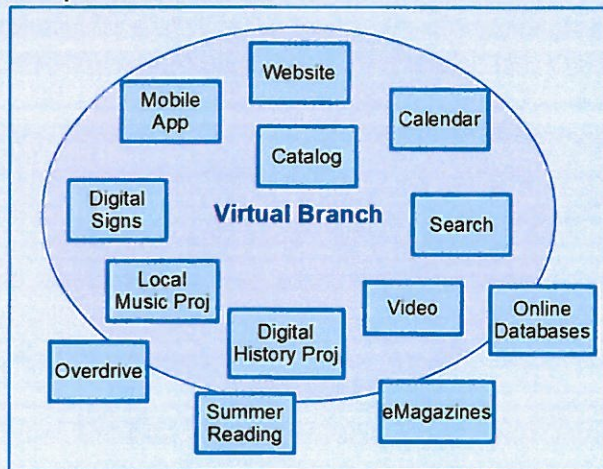 Website
Mobile
App
Calendar
Catalog
Digital
Signs
Virtual Branch
Search
Local
Music Proj
Video
Online
Databases
Digital
History Proj
Overdrive
Summer
Reading
eMagazines